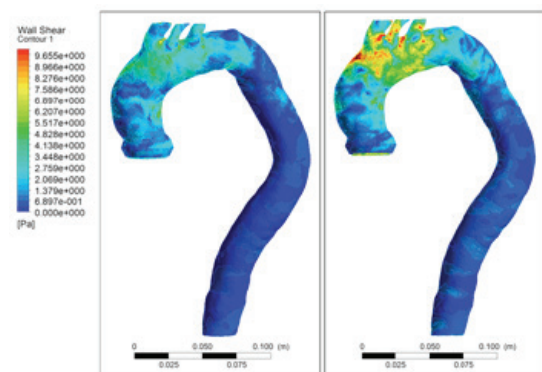 Wall Shear
Contour 1
9.655e+000
8.966e+000
8.276e+000
7.586e+000
6.897e+000
6.207e+000
5.517e+000
4.828e+000
4.138e+000
3.448e+000
2.759e+000
2.069e+000
1.379e+000
6.897e-001
0.000e+000
[Pa]
0 0.050 0.100 (m)
0.025 0.075
0 0.050 0.100 (m)
0.025 0.075